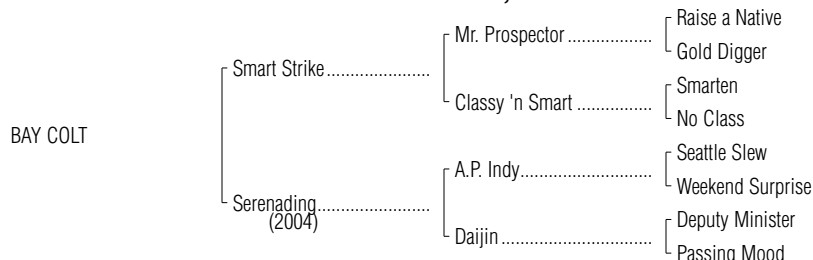 Raise a Native
Mr. Prospector
Gold Digger
Smart Strike
Smarten
Classy 'n Smart
No Class
BAY COLT
Seattle Slew
A.P. Indy
Weekend Surprise
Serenading
(2004)
Deputy Minister
Daijin
Passing Mood